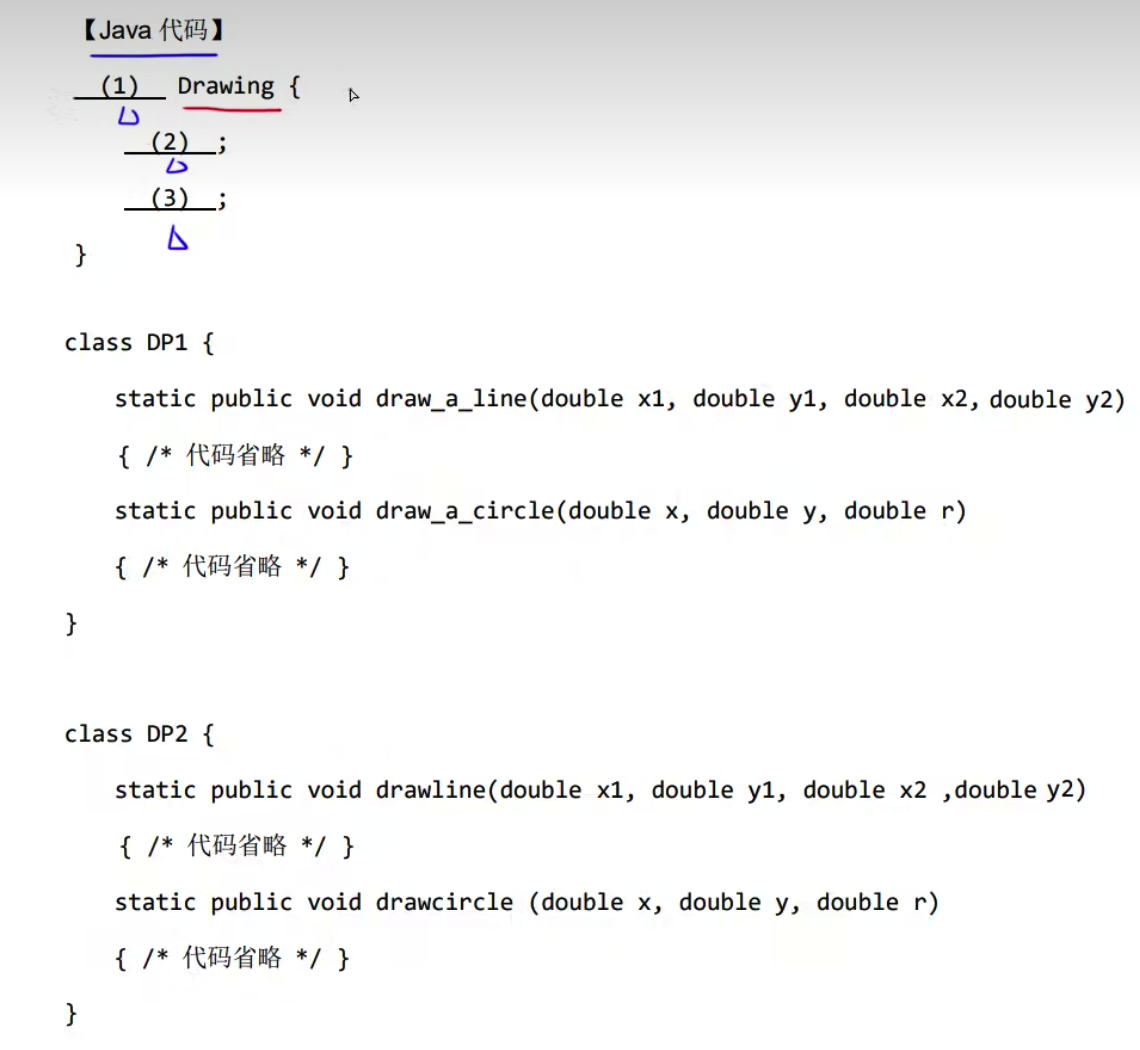 【Java 代码】
(1) Drawing {
(2) ;
(3) ;
}
class DP1 {
static public void draw_a_line(double x1, double y1, double x2, double y2)
{ /* 代码省略 */ }
static public void draw_a_circle(double x, double y, double r)
{ /* 代码省略 */ }
}
class DP2 {
static public void drawline(double x1, double y1, double x2 ,double y2)
{ /* 代码省略 */ }
static public void drawcircle (double x, double y, double r)
{ /* 代码省略 */ }
}